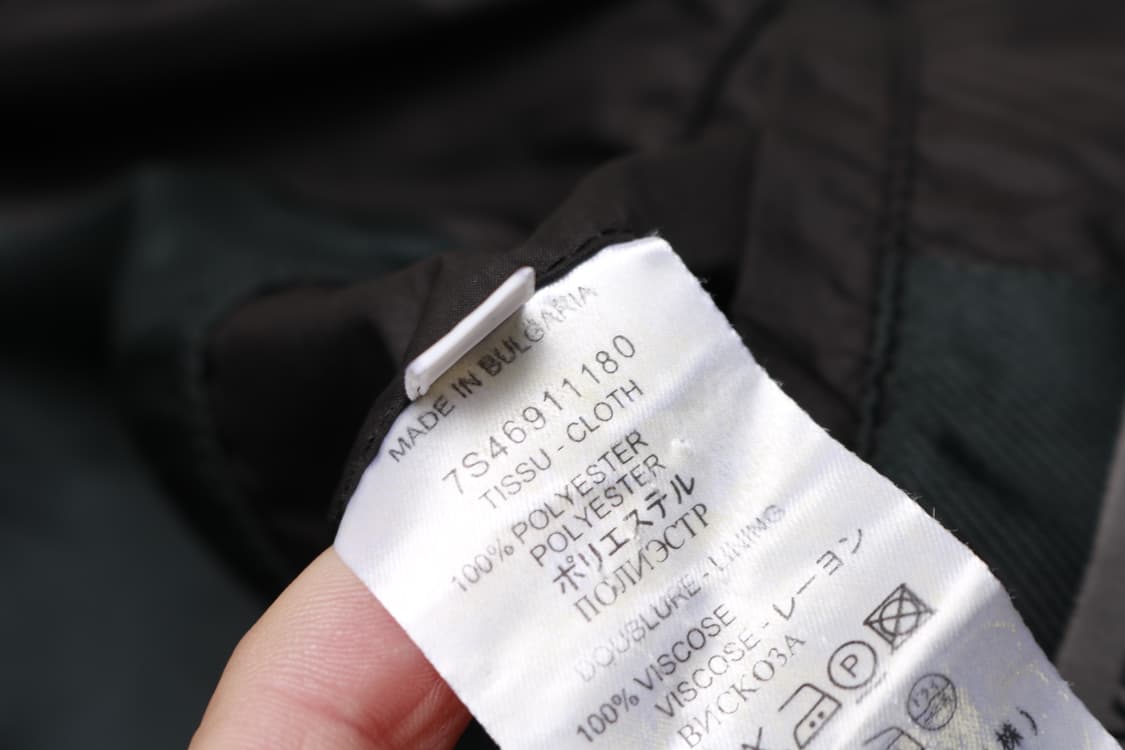 MADE IN BULGARIA
7S46911180
TISSU - CLOTH
100% POLYESTER
POLYESTER
ポリエステル
ПОЛИЭСТР
DOUBLURE - LINING
100% VISCOSE
VISCOSE - レーヨン
ВИСКОЗА
P
株)